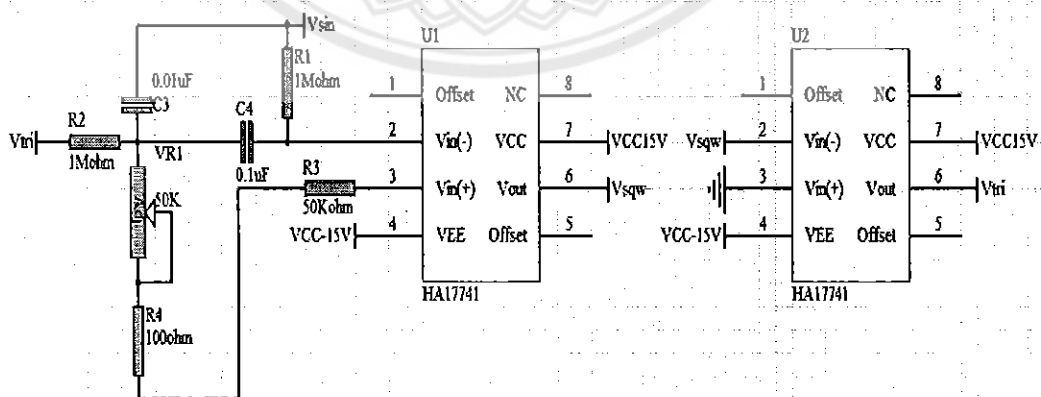 Vsin
U1
U2
R1
1Mohm
0.01uF
C3
1
Offset
NC
8
1
Offset
NC
8
R2
C4
Vtri
1Mohm
VR1
2
Vin(-)
VCC
7
VCC15V
Vsqw
2
Vin(-)
VCC
7
VCC15V
0.1uF
R3
50K
50Kohm
3
Vin(+)
Vout
6
Vsqw
3
Vin(+)
Vout
6
Vtri
VCC-15V
4
VEE
Offset
5
VCC-15V
4
VEE
Offset
5
HA17741
HA17741
R4
100ohm